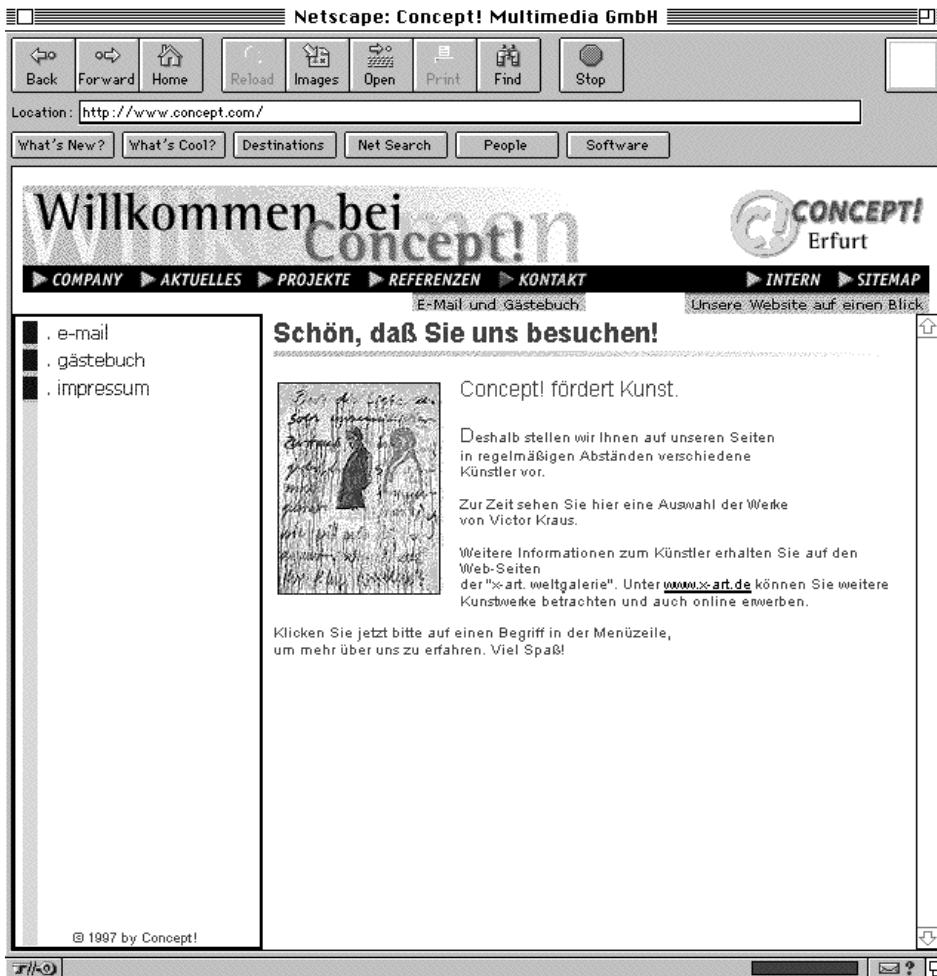 Netscape: Concept! Multimedia GmbH
Back Forward Home Reload Images Open Print Find Stop
Location: http://www.concept.com/
What's New? What's Cool? Destinations Net Search People Software
Willkommen bei
Concept!
CONCEPT!
Erfurt
COMPANY AKTUELLES PROJEKTE REFERENZEN KONTAKT INTERN SITEMAP
E-Mail und Gästebuch Unsere Website auf einen Blick
. e-mail
. gästebuch
. impressum
Schön, daß Sie uns besuchen!
Concept! fördert Kunst.
Deshalb stellen wir Ihnen auf unseren Seiten
in regelmäßigen Abständen verschiedene
Künstler vor.
Zur Zeit sehen Sie hier eine Auswahl der Werke
von Victor Kraus.
Weitere Informationen zum Künstler erhalten Sie auf den
Web-Seiten
der "x-art. weltgalerie". Unter www.x-art.de können Sie weitere
Kunstwerke betrachten und auch online erwerben.
Klicken Sie jetzt bitte auf einen Begriff in der Menüzeile,
um mehr über uns zu erfahren. Viel Spaß!
© 1997 by Concept!